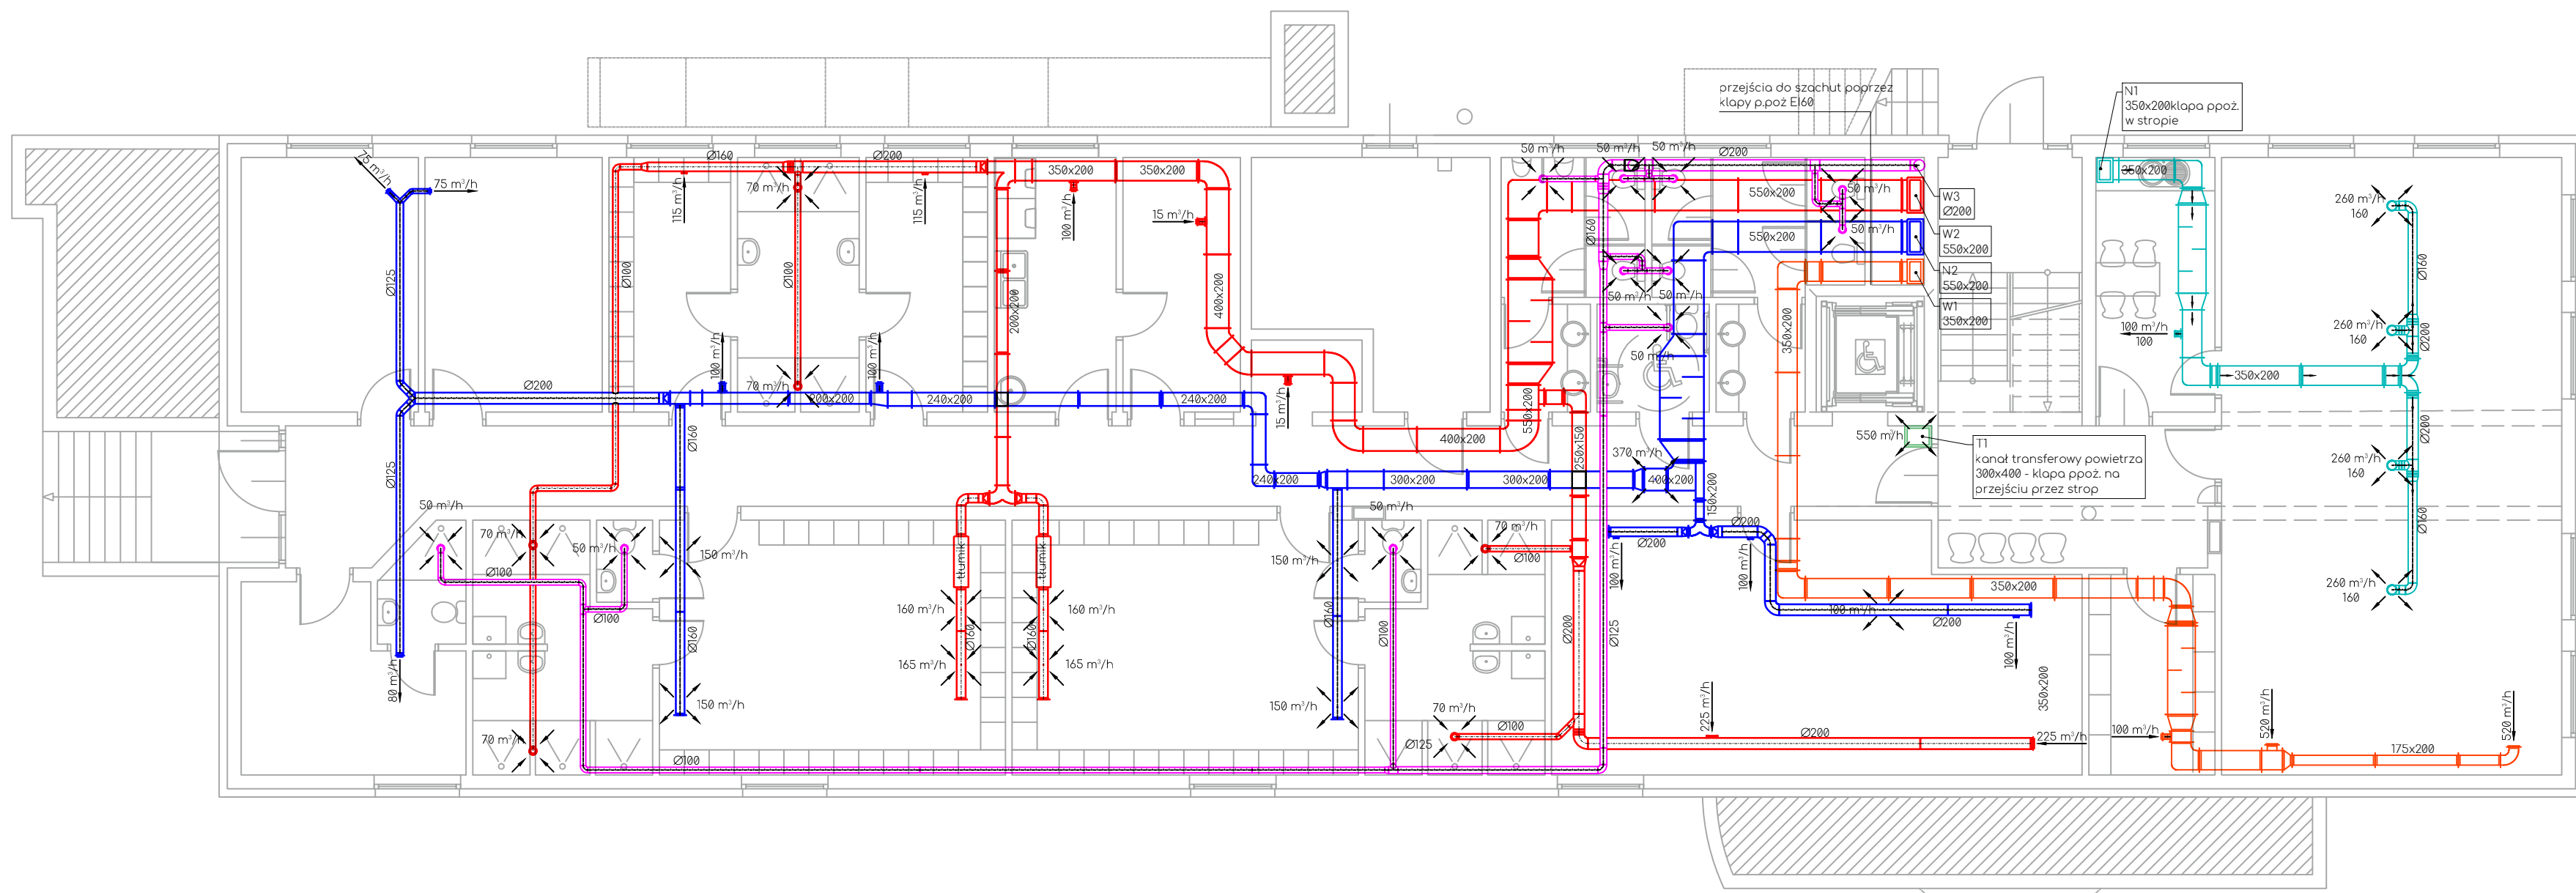 przejścia do szachut poprzez
klapy p.poż EI60
N1
350x200klapa ppoż.
w stropie
50 m³/h
50 m³/h
50 m³/h
Ø200
75 m³/h
75 m³/h
Ø160
Ø200
350x200
350x200
350x200
70 m³/h
115 m³/h
115 m³/h
100 m³/h
15 m³/h
550x200
50 m³/h
50 m³/h
W3
Ø200
W2
550x200
N2
550x200
W1
350x200
260 m³/h
160
550x200
Ø160
Ø125
Ø100
Ø100
200x200
400x200
Ø160
50 m³/h
50 m³/h
350x200
100 m³/h
100
260 m³/h
160
Ø200
50 m³/h
100 m³/h
100 m³/h
Ø200
70 m³/h
200x200
240x200
240x200
15 m³/h
350x200
Ø125
Ø160
400x200
550x200
250x150
550 m³/h
T1
kanał transferowy powietrza
300x400 - klapa ppoż. na
przejściu przez strop
Ø200
260 m³/h
160
240x200
300x200
300x200
370 m³/h
400x200
150x200
Ø160
50 m³/h
70 m³/h
50 m³/h
150 m³/h
tłumik
tłumik
50 m³/h
150 m³/h
70 m³/h
Ø100
Ø200
Ø200
100 m³/h
100 m³/h
Ø100
Ø100
160 m³/h
160 m³/h
Ø160
Ø160
165 m³/h
165 m³/h
Ø160
150 m³/h
Ø160
150 m³/h
Ø100
Ø200
Ø125
350x200
100 m³/h
Ø200
100 m³/h
260 m³/h
160
80 m³/h
70 m³/h
Ø100
70 m³/h
Ø100
Ø125
225 m³/h
Ø200
225 m³/h
350x200
100 m³/h
520 m³/h
175x200
520 m³/h